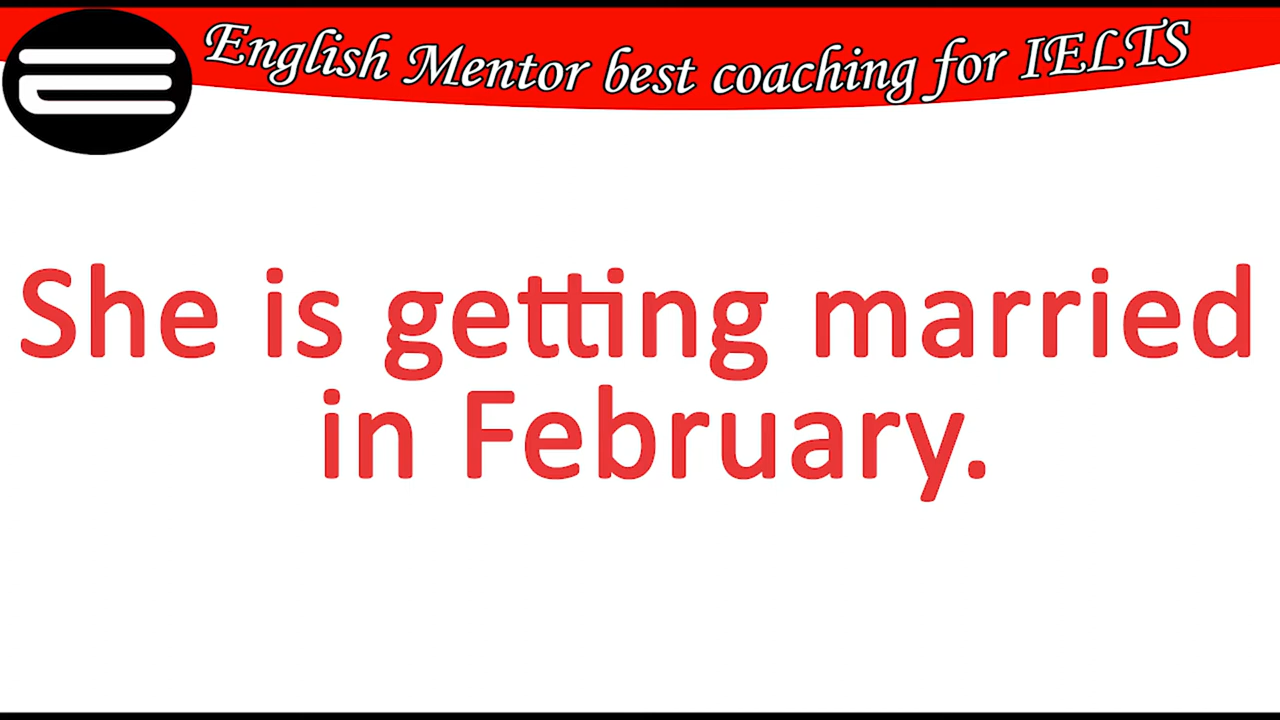 English Mentor best coaching for IELTS
She is getting married
in February.